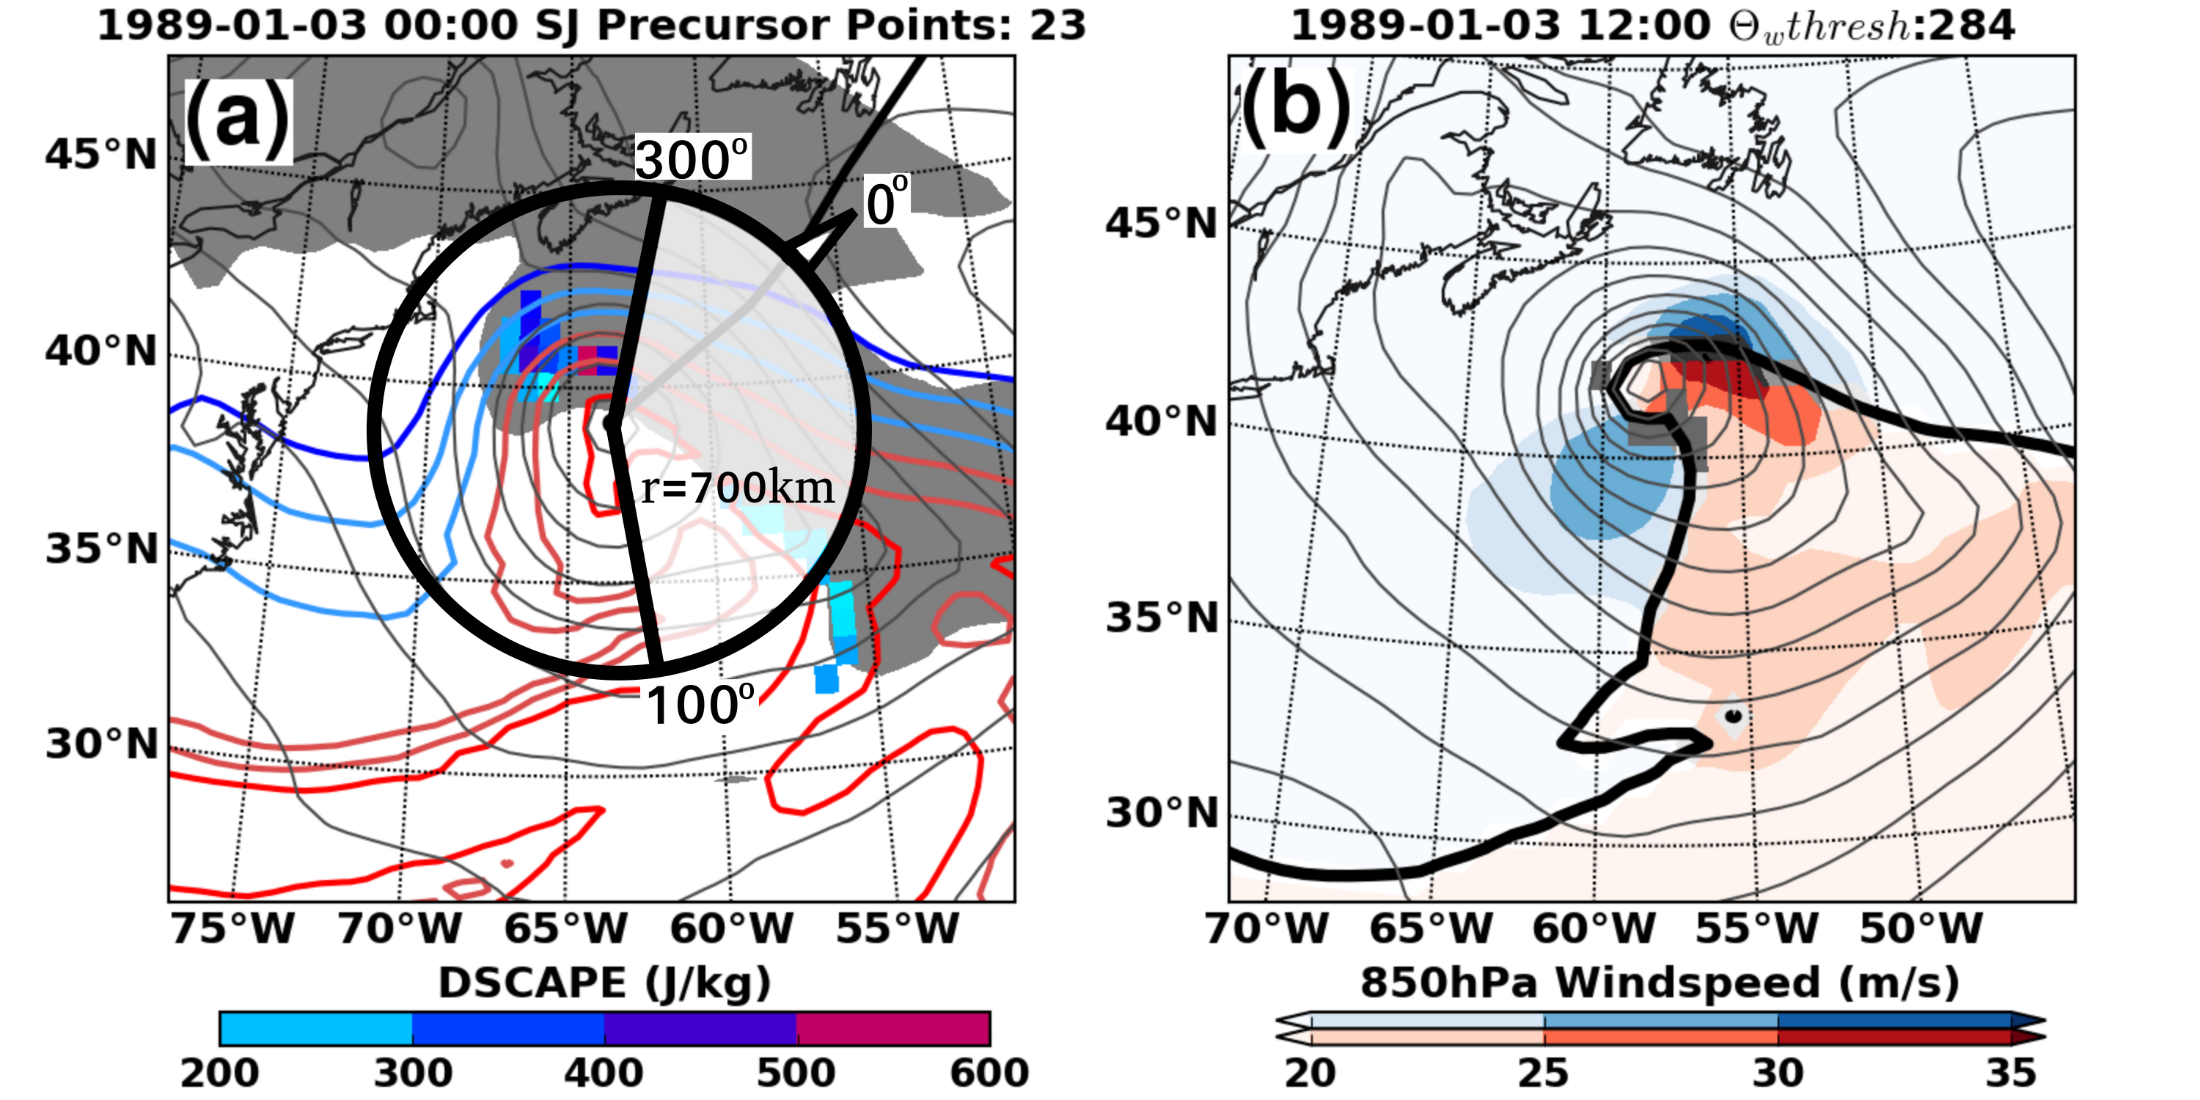 1989-01-03 00:00 SJ Precursor Points: 23
(a)
45°N
40°N
35°N
30°N
300°
0°
r=700km
100°
75°W 70°W 65°W 60°W 55°W
DSCAPE (J/kg)
200 300 400 500 600
1989-01-03 12:00 Θw thresh:284
(b)
45°N
40°N
35°N
30°N
70°W 65°W 60°W 55°W 50°W
850hPa Windspeed (m/s)
20 25 30 35